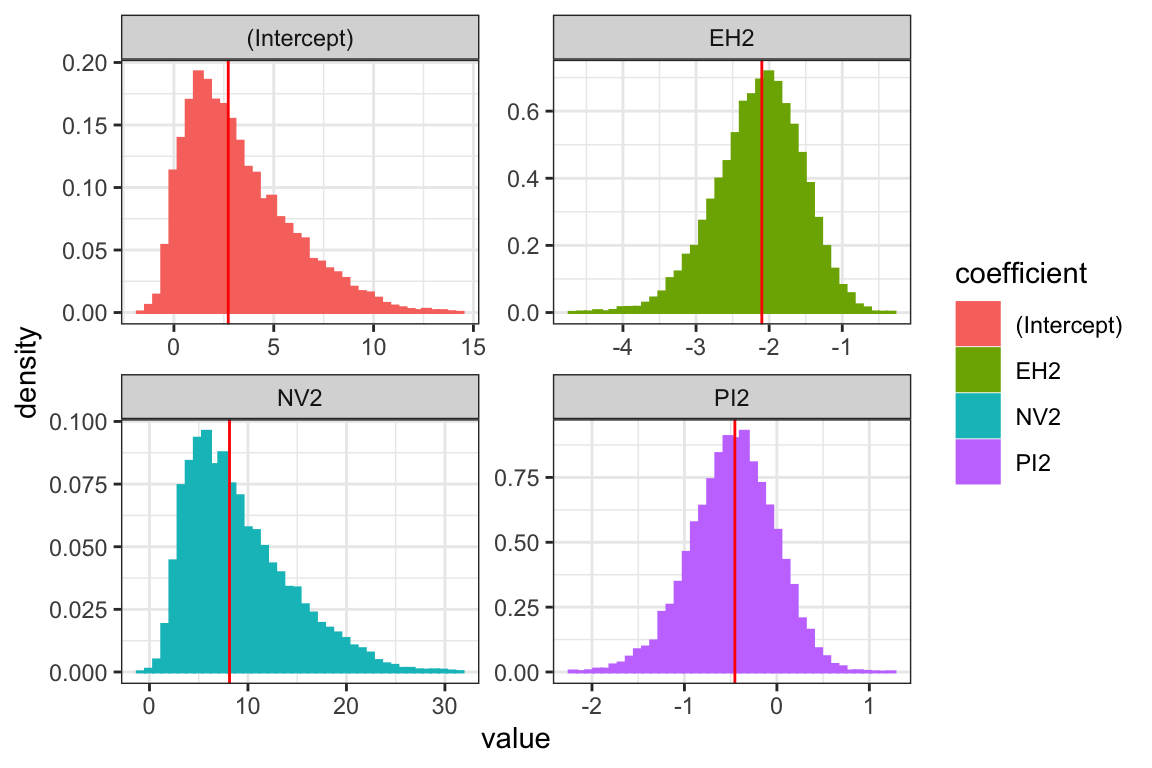 (Intercept)
EH2
0.20
0.15
0.10
0.05
0.00
0 5 10 15
0.6
0.4
0.2
0.0
-4 -3 -2 -1
NV2
PI2
0.100
0.075
0.050
0.025
0.000
0 10 20 30
0.75
0.50
0.25
0.00
-2 -1 0 1
density
value
coefficient
(Intercept)
EH2
NV2
PI2